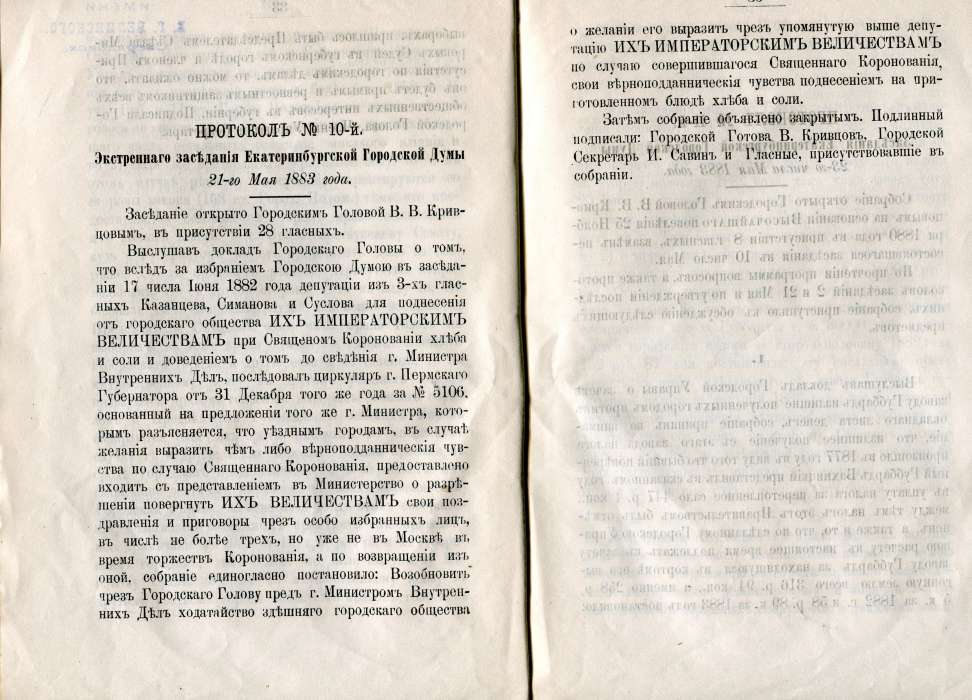 ПРОТОКОЛЪ № 10-й.
Экстреннаго засѣданія Екатеринбургской Городской Думы
21-го Мая 1883 года.
Засѣданіе открыто Городскимъ Головой В. В. Крив-
цовымъ, въ присутствіи 28 гласныхъ.
Выслушавъ докладъ Городскаго Головы о томъ,
что вслѣдъ за избраніемъ Городскою Думою въ засѣда-
ніи 17 числа Іюня 1882 года депутаціи изъ 3-хъ глас-
ныхъ Казанцева, Симанова и Суслова для поднесенія
отъ городскаго общества ИХЪ ИМПЕРАТОРСКИМЪ
ВЕЛИЧЕСТВАМЪ при Священомъ Коронованіи хлѣба
и соли и доведеніемъ о томъ до свѣдѣнія г. Министра
Внутреннихъ Дѣлъ, послѣдовалъ циркуляръ г. Пермскаго
Губернатора отъ 31 Декабря того же года за № 5106,
основанный на предложеніи того же г. Министра, кото-
рымъ разъясняется, что уѣзднымъ городамъ, въ случаѣ
желанія выразить чѣмъ либо вѣрноподданническія чув-
ства по случаю Священнаго Коронованія, предоставлено
входить съ представленіемъ въ Министерство о разрѣ-
шеніи повергнуть ИХЪ ВЕЛИЧЕСТВАМЪ свои поз-
дравленія и приговоры чрезъ особо избранныхъ лицъ,
въ числѣ не болѣе трехъ, но уже не въ Москвѣ въ
время торжествъ Коронованія, а по возвращеніи изъ
оной, собраніе единогласно постановило: Возобновить
чрезъ Городскаго Голову предъ г. Министромъ Внутрен-
нихъ Дѣлъ ходатайство здѣшняго городскаго общества
о желаніи его выразить чрезъ упомянутую выше депу-
тацію ИХЪ ИМПЕРАТОРСКИМЪ ВЕЛИЧЕСТВАМЪ
по случаю совершившагося Священнаго Коронованія,
свои вѣрноподданническія чувства поднесеніемъ на при-
готовленномъ блюдѣ хлѣба и соли.
Затѣмъ собраніе объявлено закрытымъ. Подлинный
подписали: Городской Готова В. Кривцовъ, Городской
Секретарь И. Савинъ и Гласные, присутствовавшіе въ
собраніи.